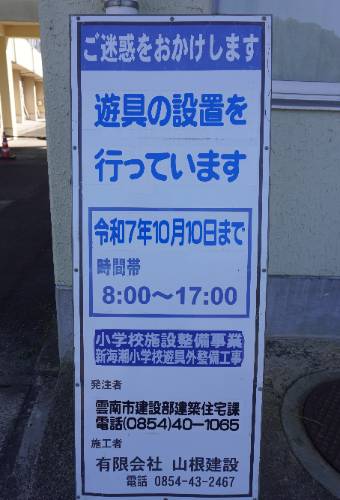 ご迷惑をおかけします
遊具の設置を
行っています
令和7年10月10日まで
時間帯
8:00〜17:00
小学校施設整備事業
新海潮小学校遊具外整備工事
発注者
雲南市建設部建築住宅課
電話(0854)40-1065
施工者
有限会社 山根建設
電話 0854-43-2467